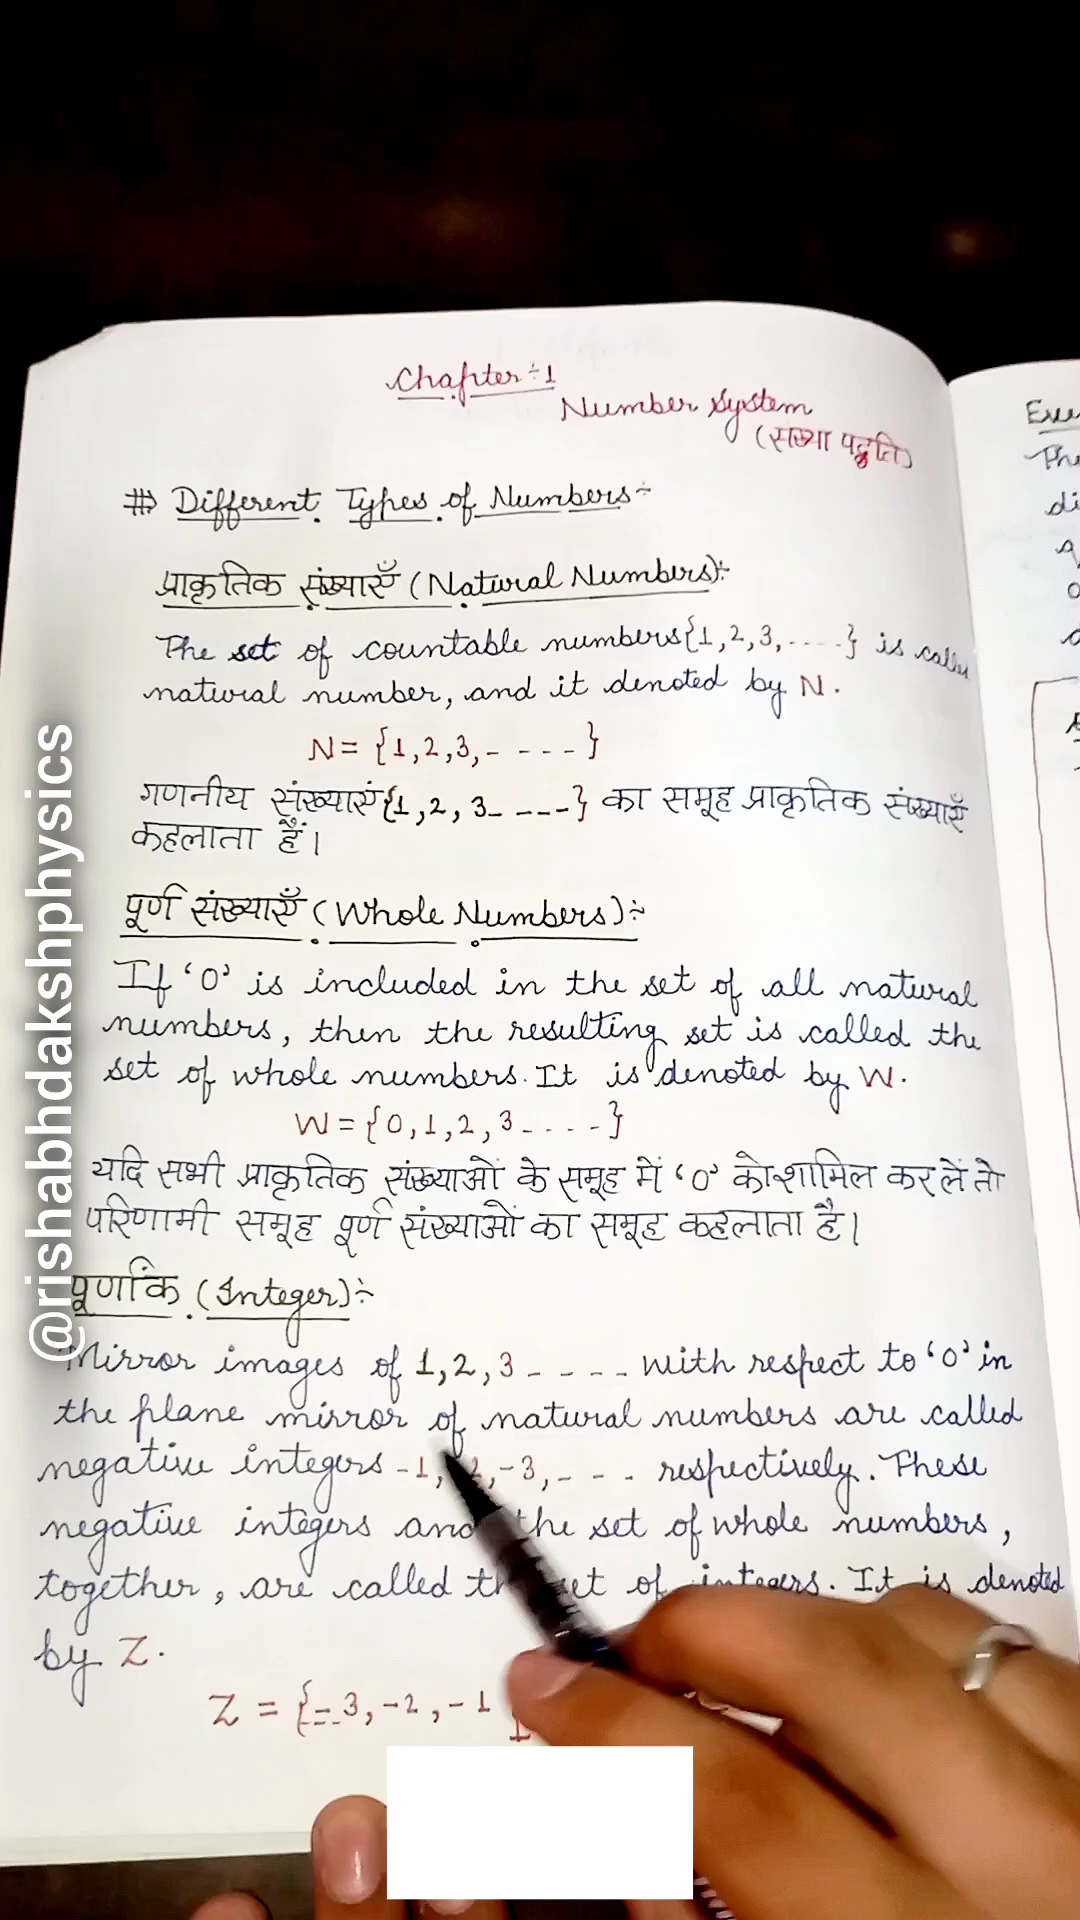 Chapter÷1
Number System
(संख्या पद्धति)
#> Different Types of Numbers÷
प्राकृतिक संख्याएँ (Natural Numbers)÷
The set of countable numbers{1,2,3,.....} is
natural number, and it denoted by N.
N= {1,2,3,- - - - -}
गणनीय संख्याएं{1,2,3- - - - -} का समूह प्राकृतिक संख्याएँ
कहलाता हैं।
पूर्ण संख्याएँ (Whole Numbers)÷
If '0' is included in the set of all natural
numbers, then the resulting set is called the
set of whole numbers. It is denoted by W.
W={0,1,2,3- - - - -}
यदि सभी प्राकृतिक संख्याओं के समूह में '0' को शामिल कर लें तो
परिणामी समूह पूर्ण संख्याओं का समूह कहलाता है।
पूर्णांक (Integer)÷
Mirror images of 1,2,3- - - - with respect to '0' in
the plane mirror of natural numbers are called
negative integers -1, 2,-3,- - - respectively. These
negative integers and the set of whole numbers,
together, are called set of integers. It is denoted
by Z.
Z = {---3,-2,-1
@rishabhdakshphysics
Exer
The
di